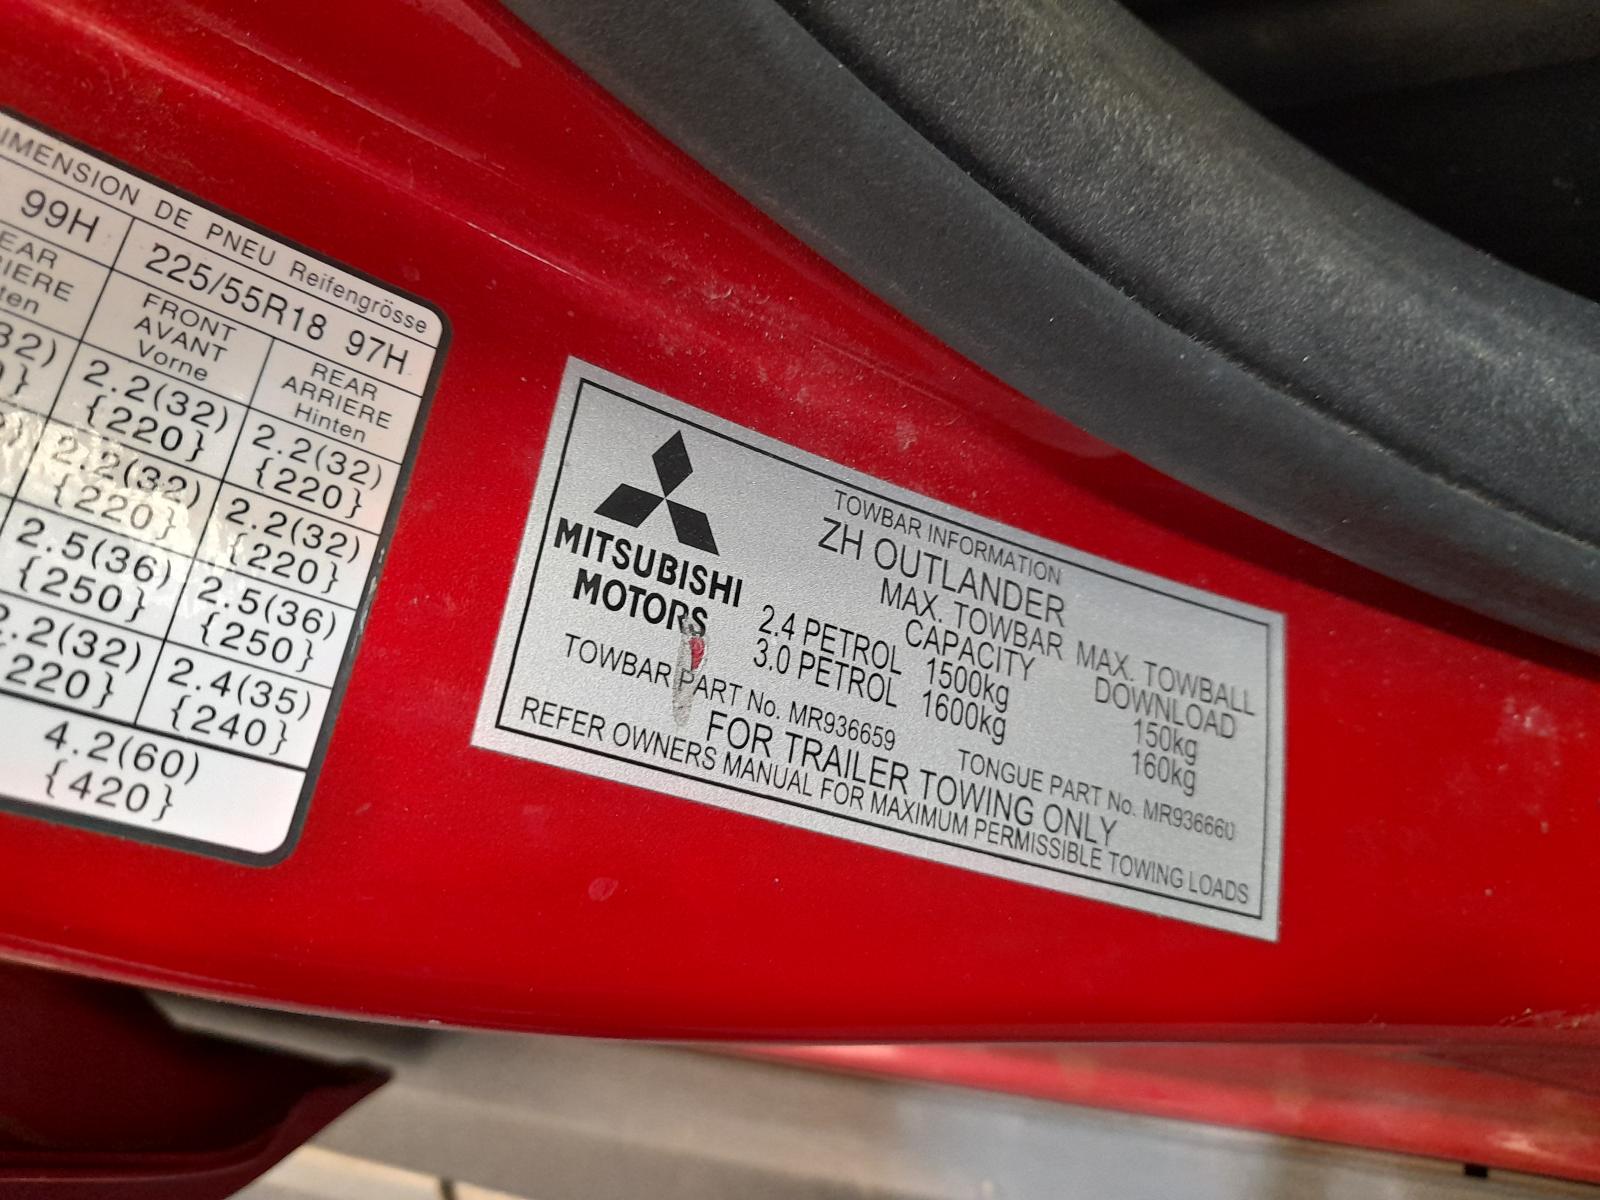 DIMENSION DE PNEU Reifengrösse
99H 225/55R18 97H
REAR FRONT REAR
AVANT ARRIERE
Vorne Hinten
2.2(32) 2.2(32)
{220} {220}
2.2(32) 2.2(32)
{220} {220}
2.5(36) 2.5(36)
{250} {250}
2.2(32) 2.4(35)
{220} {240}
4.2(60)
{420}
MITSUBISHI
MOTORS
TOWBAR INFORMATION
ZH OUTLANDER
MAX. TOWBAR MAX. TOWBALL
CAPACITY DOWNLOAD
2.4 PETROL 1500kg 150kg
3.0 PETROL 1600kg 160kg
TOWBAR PART No. MR936659 TONGUE PART No. MR936660
FOR TRAILER TOWING ONLY
REFER OWNERS MANUAL FOR MAXIMUM PERMISSIBLE TOWING LOADS